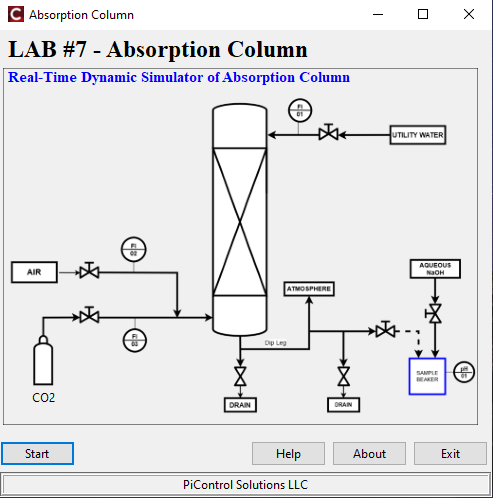 Absorption Column
LAB #7 - Absorption Column
Real-Time Dynamic Simulator of Absorption Column
FI
01
UTILITY WATER
FI
02
AIR
AQUEOUS
NaOH
ATMOSPHERE
FI
03
Dip Leg
CO2
SAMPLE
BEAKER
pH
01
DRAIN
DRAIN
Start
Help
About
Exit
PiControl Solutions LLC